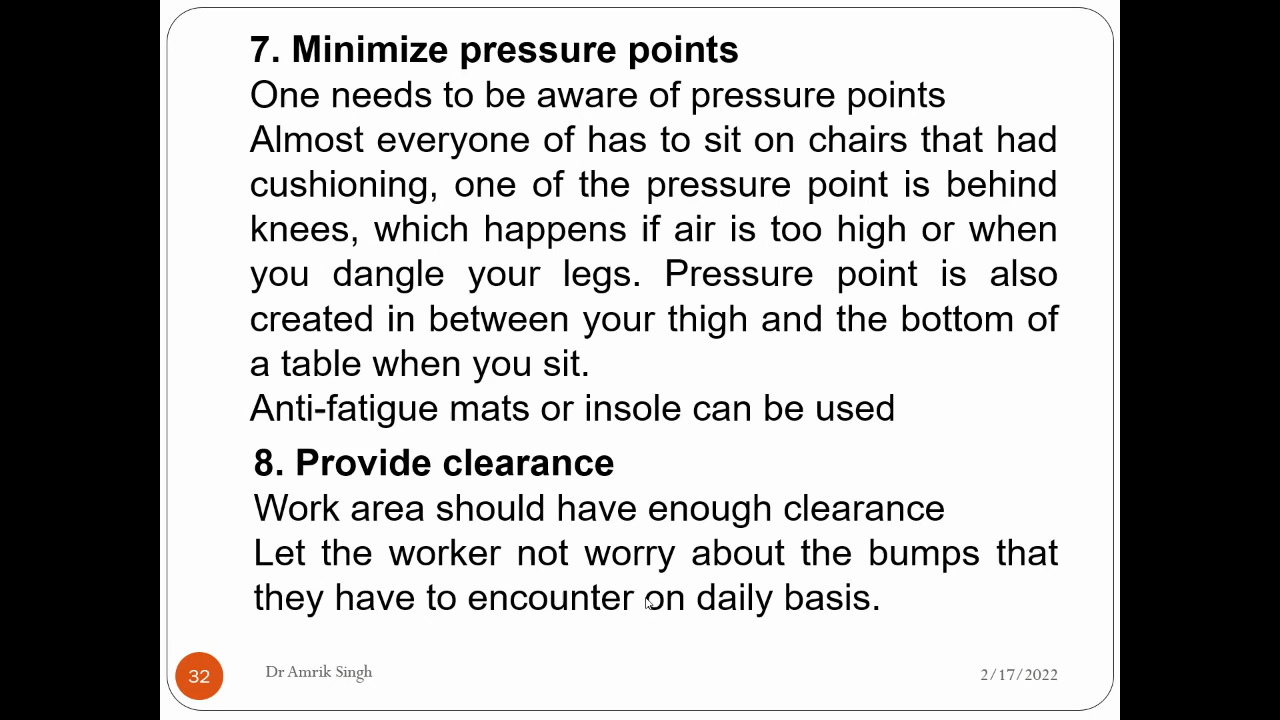 7. Minimize pressure points
One needs to be aware of pressure points
Almost everyone of has to sit on chairs that had
cushioning, one of the pressure point is behind
knees, which happens if air is too high or when
you dangle your legs. Pressure point is also
created in between your thigh and the bottom of
a table when you sit.
Anti-fatigue mats or insole can be used
8. Provide clearance
Work area should have enough clearance
Let the worker not worry about the bumps that
they have to encounter on daily basis.
32
Dr Amrik Singh
2/17/2022